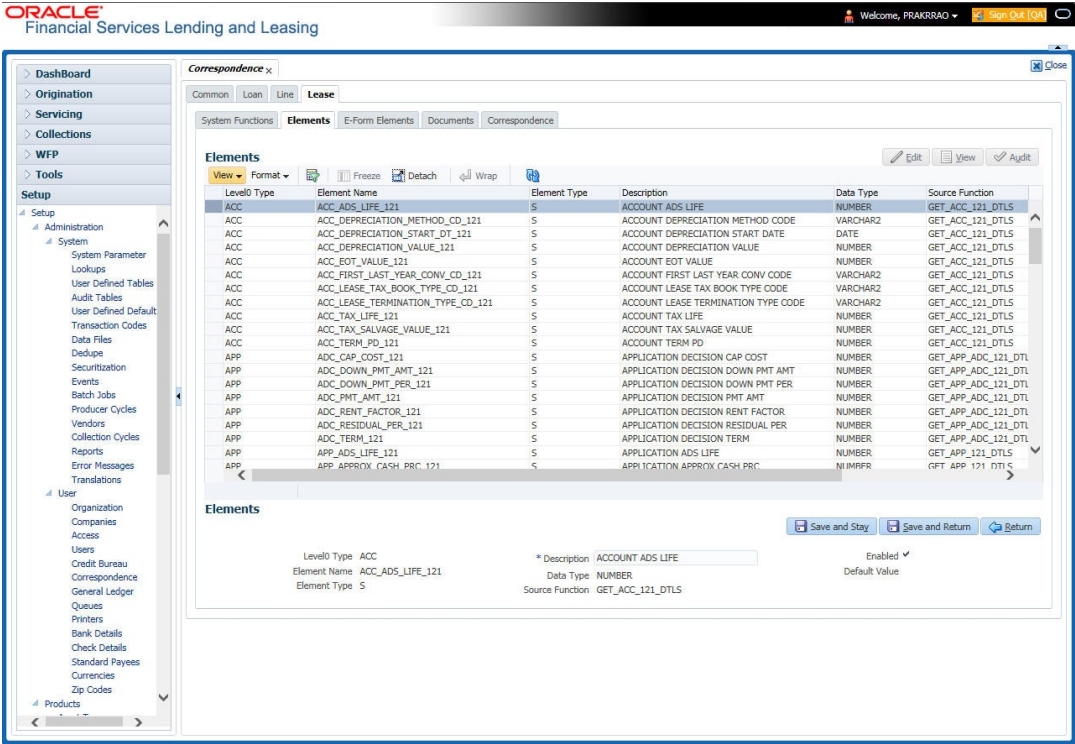 ORACLE®
Financial Services Lending and Leasing
Welcome, PRAKRRAO
Sign Out [QA]
Close
DashBoard
Origination
Servicing
Collections
WFP
Tools
Setup
Setup
Administration
System
System Parameter
Lookups
User Defined Tables
Audit Tables
User Defined Default
Transaction Codes
Data Files
Dedupe
Securitization
Events
Batch Jobs
Producer Cycles
Vendors
Collection Cycles
Reports
Error Messages
Translations
User
Organization
Companies
Access
Users
Credit Bureau
Correspondence
General Ledger
Queues
Printers
Bank Details
Check Details
Standard Payees
Currencies
Zip Codes
Products
Correspondence x
Common Loan Line Lease
System Functions Elements E-Form Elements Documents Correspondence
Elements
Edit View Audit
View Format Freeze Detach Wrap
Level0 Type Element Name Element Type Description Data Type Source Function
ACC ACC_ADS_LIFE_121 S ACCOUNT ADS LIFE NUMBER GET_ACC_121_DTLS
ACC ACC_DEPRECIATION_METHOD_CD_121 S ACCOUNT DEPRECIATION METHOD CODE VARCHAR2 GET_ACC_121_DTLS
ACC ACC_DEPRECIATION_START_DT_121 S ACCOUNT DEPRECIATION START DATE DATE GET_ACC_121_DTLS
ACC ACC_DEPRECIATION_VALUE_121 S ACCOUNT DEPRECIATION VALUE NUMBER GET_ACC_121_DTLS
ACC ACC_EOT_VALUE_121 S ACCOUNT EOT VALUE NUMBER GET_ACC_121_DTLS
ACC ACC_FIRST_LAST_YEAR_CONV_CD_121 S ACCOUNT FIRST LAST YEAR CONV CODE VARCHAR2 GET_ACC_121_DTLS
ACC ACC_LEASE_TAX_BOOK_TYPE_CD_121 S ACCOUNT LEASE TAX BOOK TYPE CODE VARCHAR2 GET_ACC_121_DTLS
ACC ACC_LEASE_TERMINATION_TYPE_CD_121 S ACCOUNT LEASE TERMINATION TYPE CODE VARCHAR2 GET_ACC_121_DTLS
ACC ACC_TAX_LIFE_121 S ACCOUNT TAX LIFE NUMBER GET_ACC_121_DTLS
ACC ACC_TAX_SALVAGE_VALUE_121 S ACCOUNT TAX SALVAGE VALUE NUMBER GET_ACC_121_DTLS
ACC ACC_TERM_PD_121 S ACCOUNT TERM PD NUMBER GET_ACC_121_DTLS
APP ADC_CAP_COST_121 S APPLICATION DECISION CAP COST NUMBER GET_APP_ADC_121_DTL
APP ADC_DOWN_PMT_AMT_121 S APPLICATION DECISION DOWN PMT AMT NUMBER GET_APP_ADC_121_DTL
APP ADC_DOWN_PMT_PER_121 S APPLICATION DECISION DOWN PMT PER NUMBER GET_APP_ADC_121_DTL
APP ADC_PMT_AMT_121 S APPLICATION DECISION PMT AMT NUMBER GET_APP_ADC_121_DTL
APP ADC_RENT_FACTOR_121 S APPLICATION DECISION RENT FACTOR NUMBER GET_APP_ADC_121_DTL
APP ADC_RESIDUAL_PER_121 S APPLICATION DECISION RESIDUAL PER NUMBER GET_APP_ADC_121_DTL
APP ADC_TERM_121 S APPLICATION DECISION TERM NUMBER GET_APP_ADC_121_DTL
APP APP_ADS_LIFE_121 S APPLICATION ADS LIFE NUMBER GET_APP_121_DTLS
APP APP_APPROX_CASH_PRC_121 S APPLICATION APPROX CASH PRC NUMBER GET_APP_121_DTLS
Elements
Save and Stay Save and Return Return
Level0 Type ACC * Description ACCOUNT ADS LIFE Enabled ✔
Element Name ACC_ADS_LIFE_121 Data Type NUMBER Default Value
Element Type S Source Function GET_ACC_121_DTLS